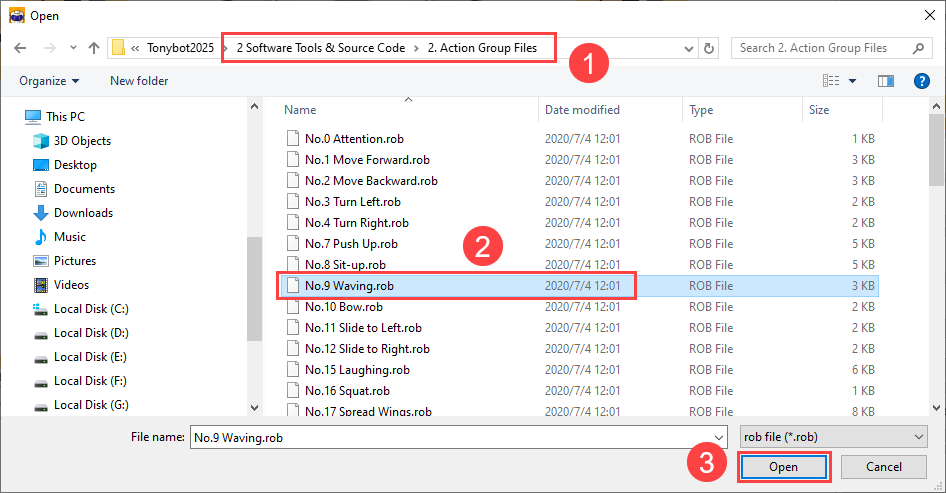 Open
« Tonybot2025 › 2 Software Tools & Source Code › 2. Action Group Files
Search 2. Action Group Files
1
Organize
New folder
?
Name Date modified Type Size
This PC
3D Objects
Desktop
Documents
Downloads
Music
Pictures
Videos
Local Disk (C:)
Local Disk (D:)
Local Disk (E:)
Local Disk (F:)
Local Disk (G:)
No.0 Attention.rob 2020/7/4 12:01 ROB File 1 KB
No.1 Move Forward.rob 2020/7/4 12:01 ROB File 3 KB
No.2 Move Backward.rob 2020/7/4 12:01 ROB File 3 KB
No.3 Turn Left.rob 2020/7/4 12:01 ROB File 2 KB
No.4 Turn Right.rob 2020/7/4 12:01 ROB File 2 KB
No.7 Push Up.rob 2020/7/4 12:01 ROB File 5 KB
2
No.8 Sit-up.rob 2020/7/4 12:01 ROB File 5 KB
No.9 Waving.rob 2020/7/4 12:01 ROB File 3 KB
No.10 Bow.rob 2020/7/4 12:01 ROB File 2 KB
No.11 Slide to Left.rob 2020/7/4 12:01 ROB File 2 KB
No.12 Slide to Right.rob 2020/7/4 12:01 ROB File 2 KB
No.15 Laughing.rob 2020/7/4 12:01 ROB File 6 KB
No.16 Squat.rob 2020/7/4 12:01 ROB File 1 KB
No.17 Spread Wings.rob 2020/7/4 12:01 ROB File 8 KB
File name: No.9 Waving.rob
rob file (*.rob)
3
Open
Cancel